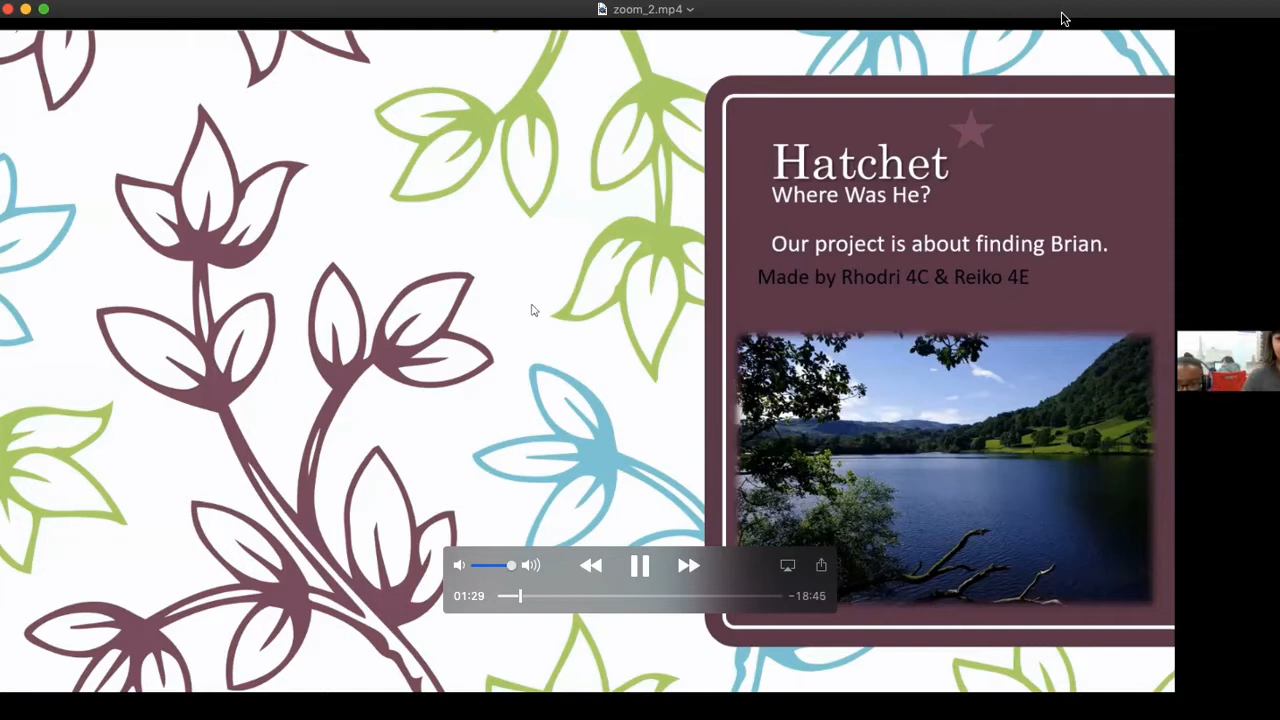 zoom_2.mp4
Hatchet
Where Was He?
Our project is about finding Brian.
Made by Rhodri 4C & Reiko 4E
01:29
−18:45